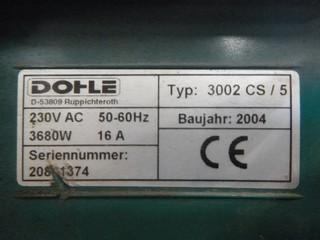 DOHLE
D-53809 Ruppichteroth
Typ: 3002 CS / 5
230V AC 50-60Hz
3680W 16 A
Baujahr: 2004
Seriennummer:
CE